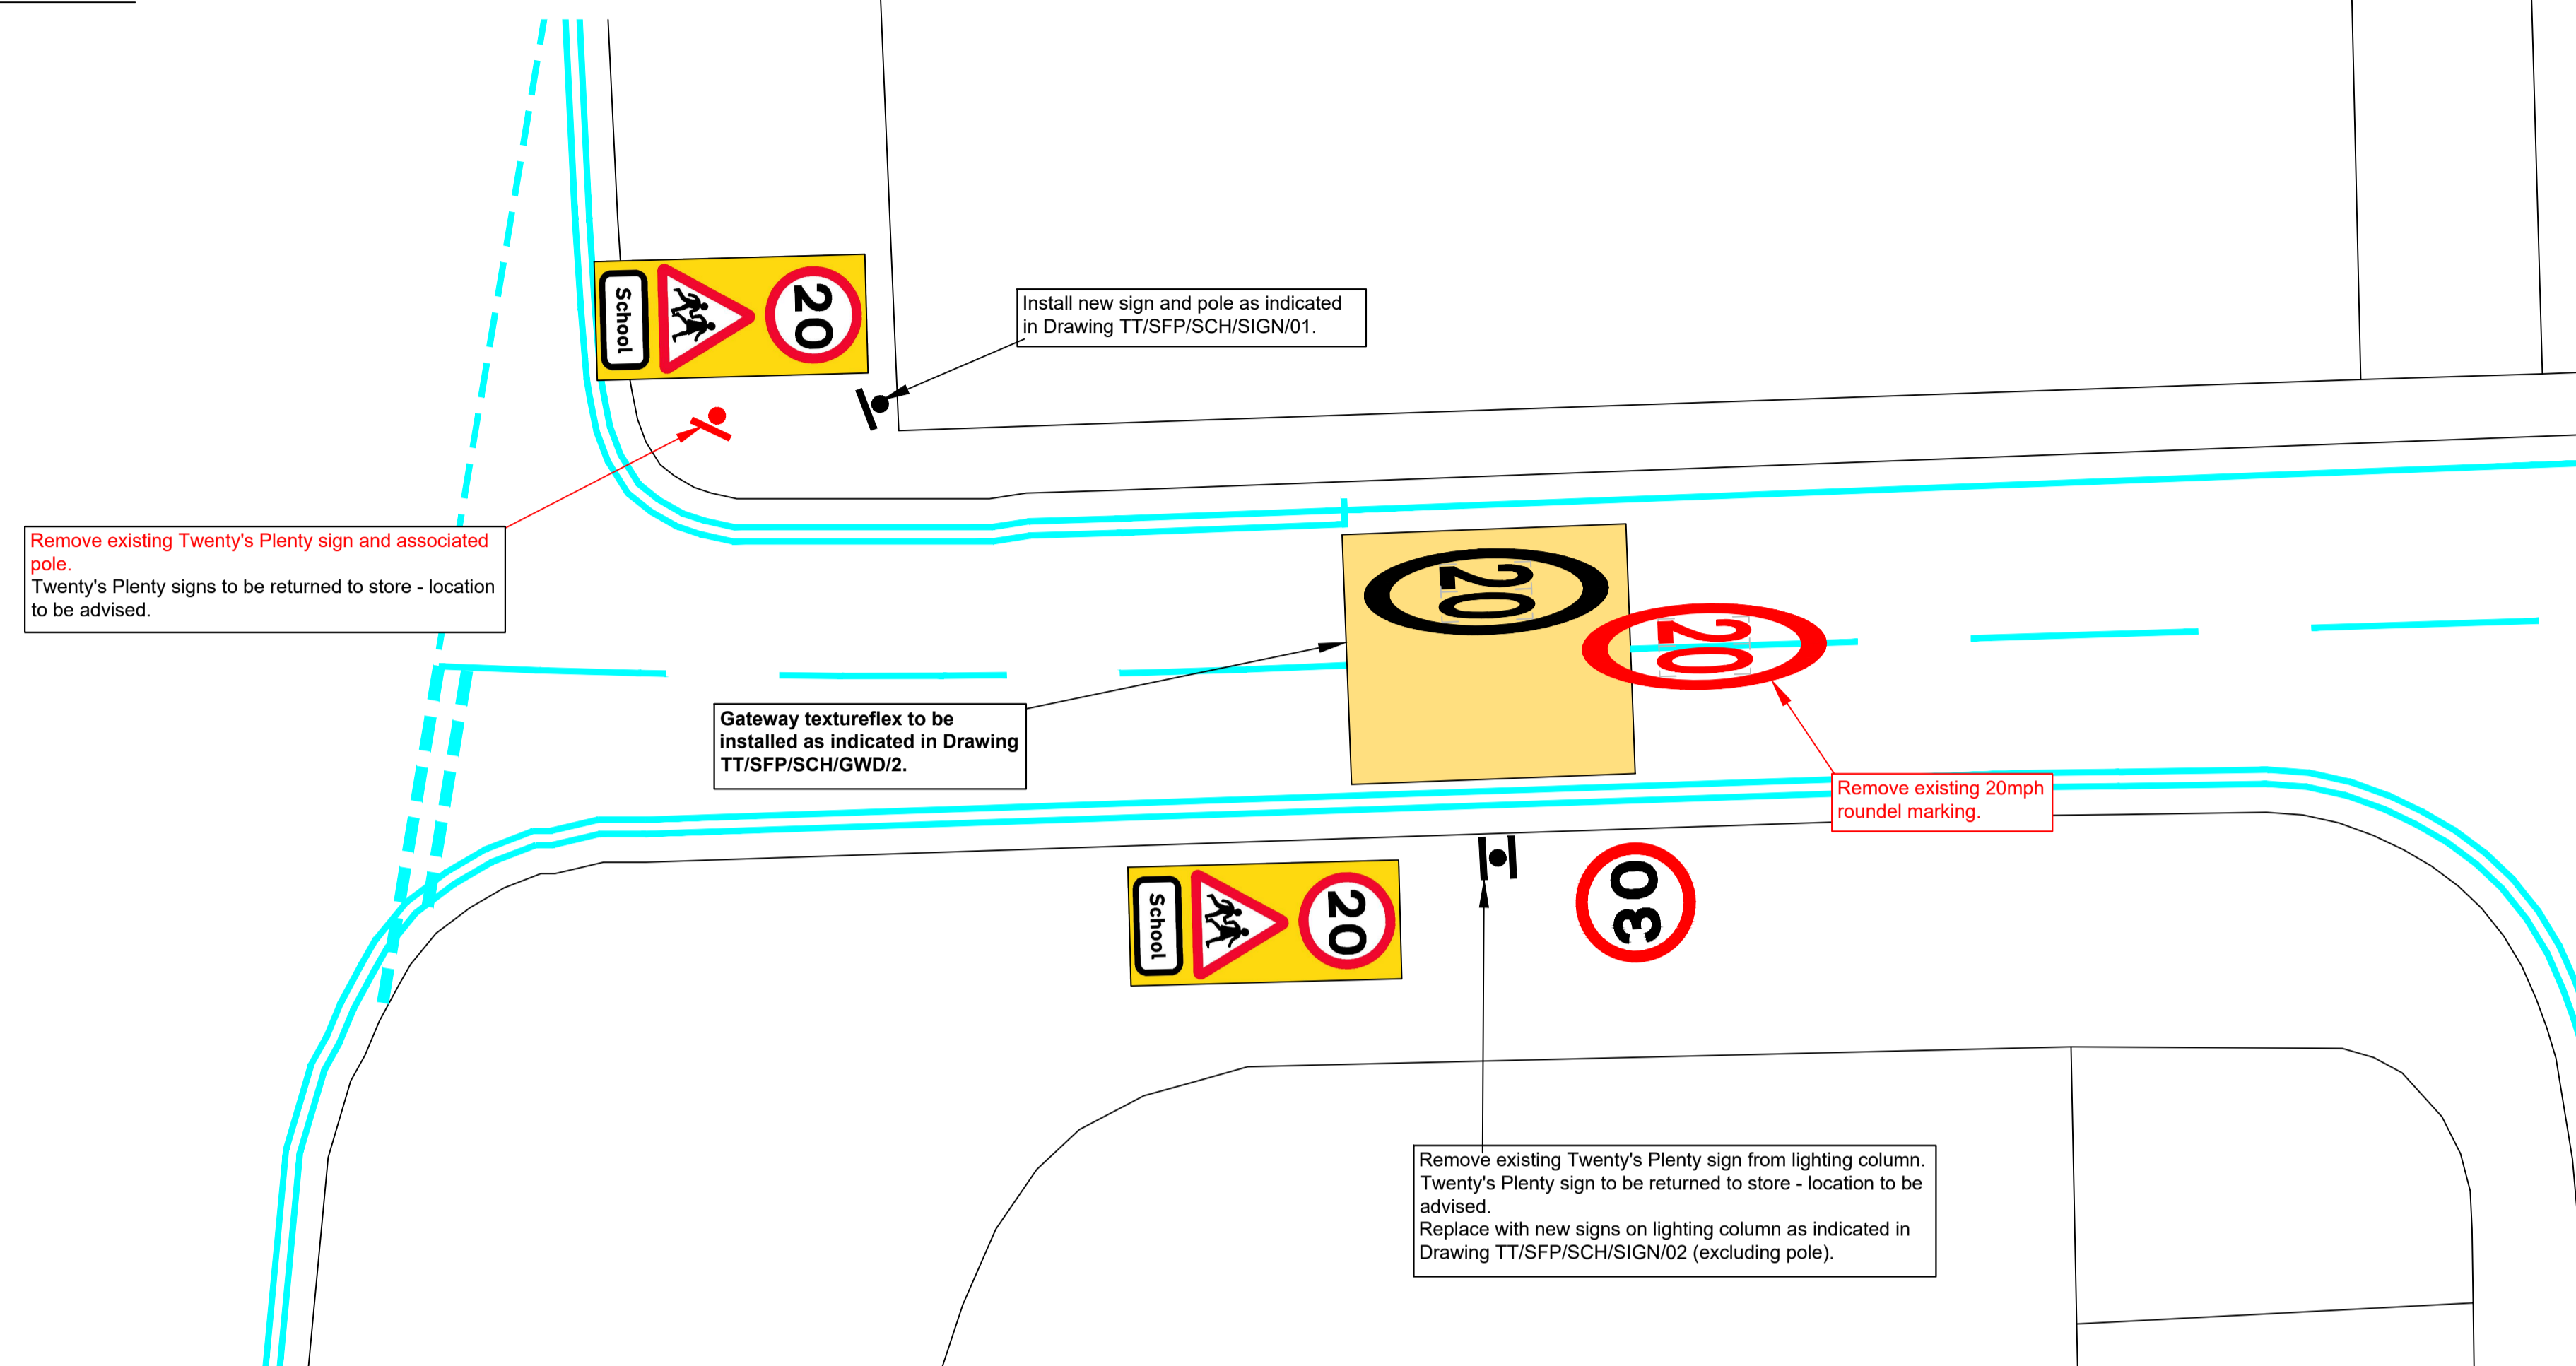 20
School
Install new sign and pole as indicated
in Drawing TT/SFP/SCH/SIGN/01.
Remove existing Twenty's Plenty sign and associated
pole.
Twenty's Plenty signs to be returned to store - location
to be advised.
20
20
Gateway textureflex to be
installed as indicated in Drawing
TT/SFP/SCH/GWD/2.
Remove existing 20mph
roundel marking.
20
School
30
Remove existing Twenty's Plenty sign from lighting column.
Twenty's Plenty sign to be returned to store - location to be
advised.
Replace with new signs on lighting column as indicated in
Drawing TT/SFP/SCH/SIGN/02 (excluding pole).